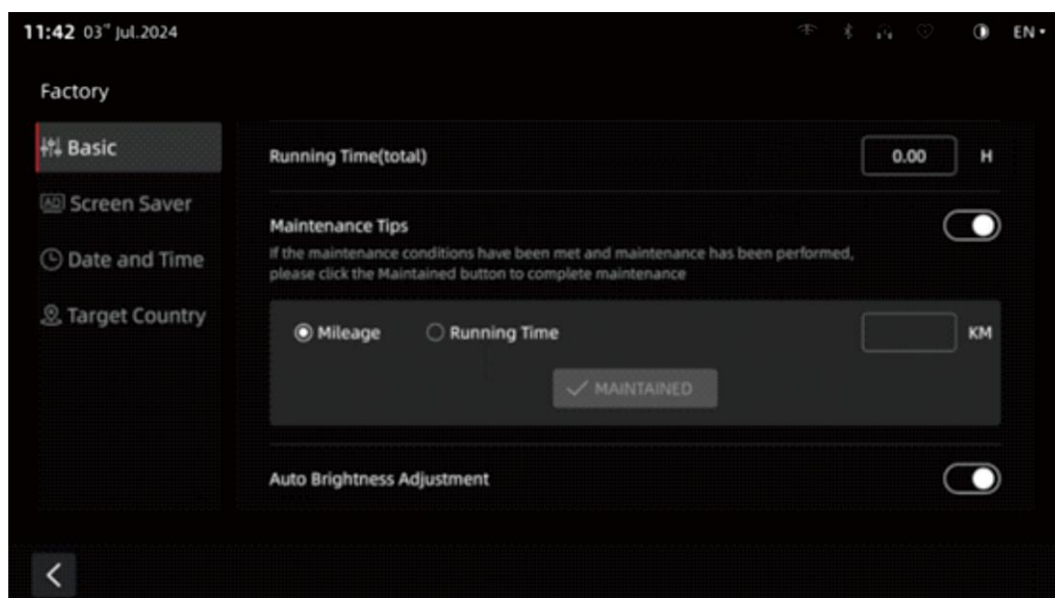 11:42 03rd Jul.2024
EN
Factory
Basic
AD Screen Saver
Date and Time
Target Country
Running Time(total)
0.00 H
Maintenance Tips
If the maintenance conditions have been met and maintenance has been performed,
please click the Maintained button to complete maintenance
Mileage Running Time KM
MAINTAINED
Auto Brightness Adjustment